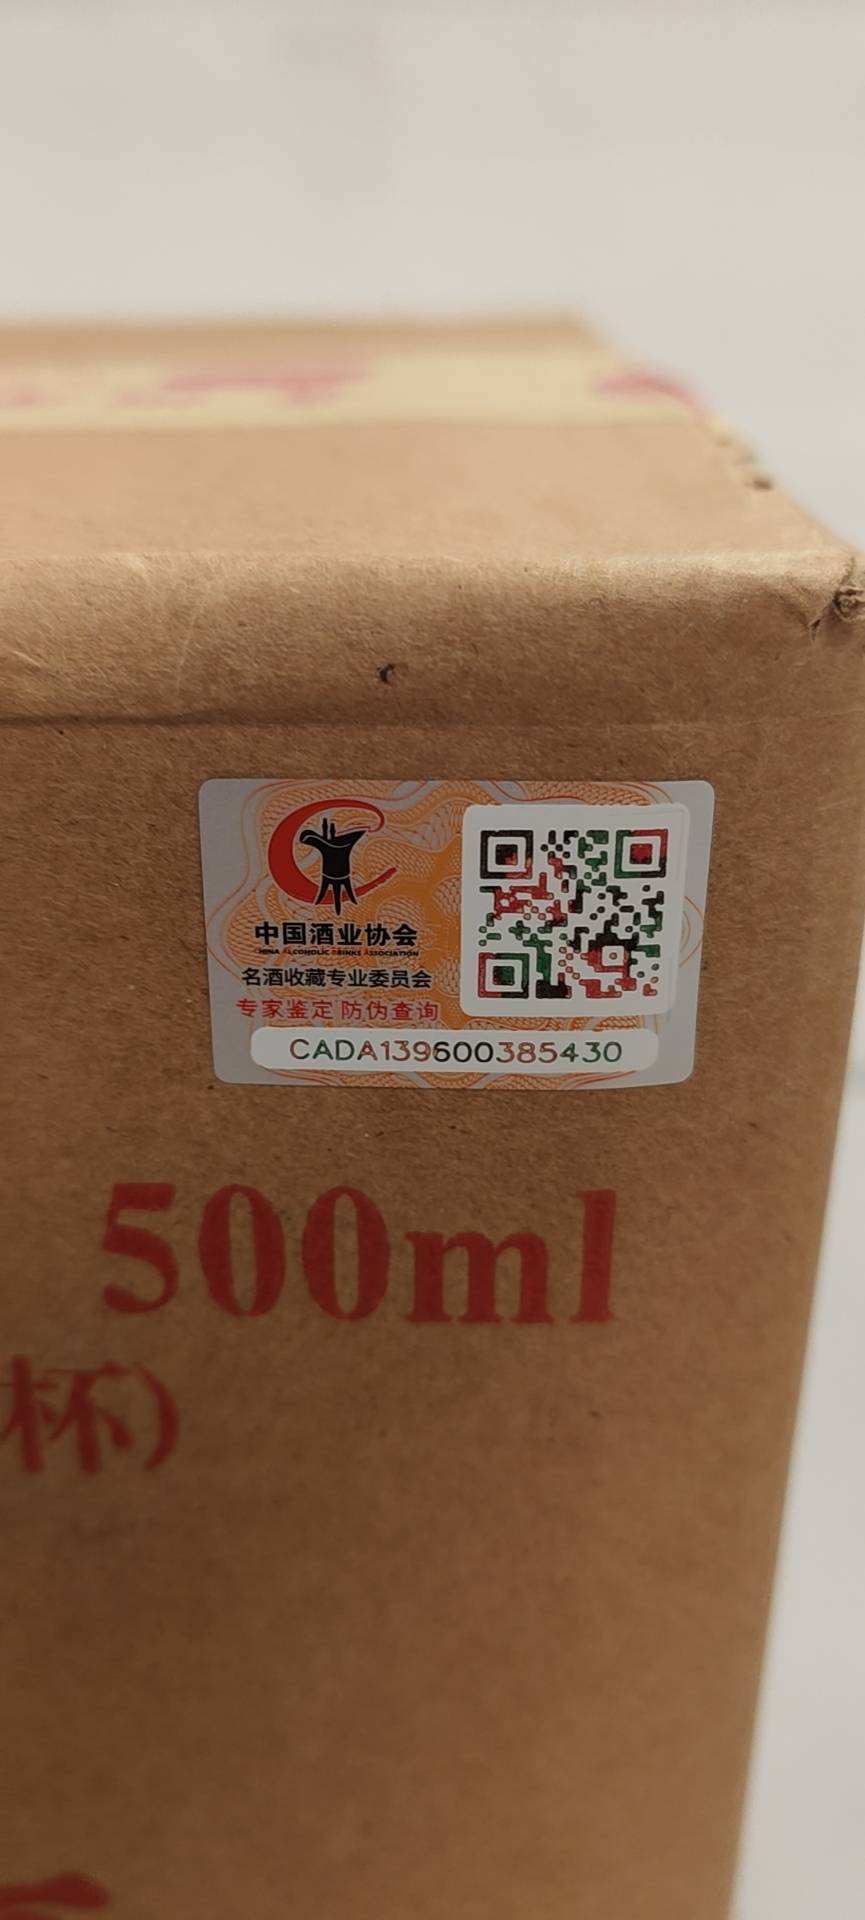 中国酒业协会
CHINA ALCOHOLIC DRINKS ASSOCIATION
名酒收藏专业委员会
专家鉴定 防伪查询
CADA139600385430
500ml
杯)